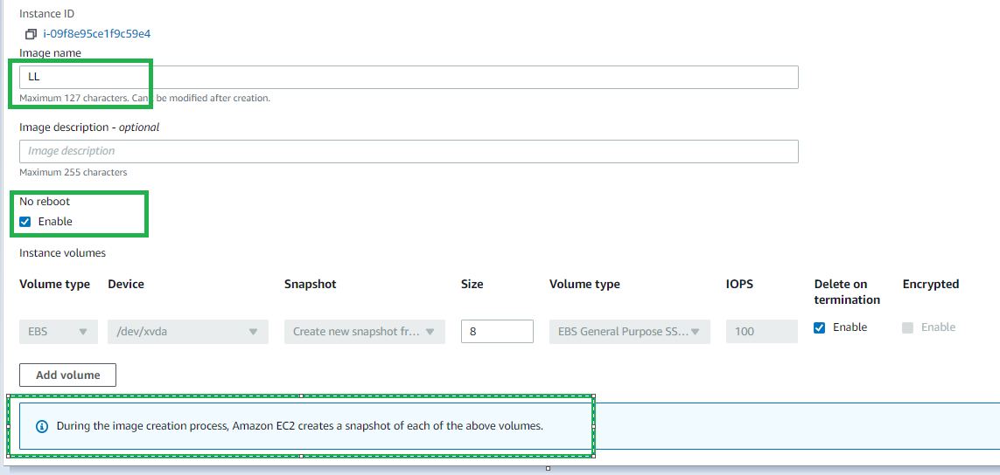 Instance ID
i-09f8e95ce1f9c59e4
Image name
LL
Maximum 127 characters. Can be modified after creation.
Image description - optional
Image description
Maximum 255 characters
No reboot
Enable
Instance volumes
Volume type Device Snapshot Size Volume type IOPS Delete on termination Encrypted
EBS /dev/xvda Create new snapshot fr... 8 EBS General Purpose SS... 100 Enable Enable
Add volume
During the image creation process, Amazon EC2 creates a snapshot of each of the above volumes.